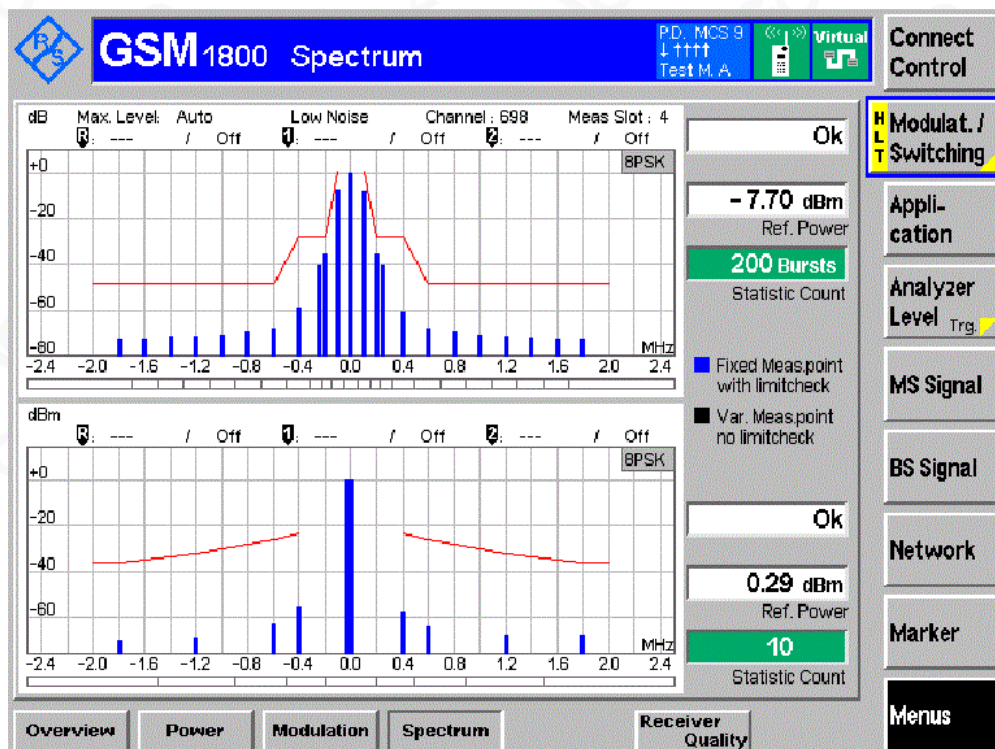 R/S
GSM 1800 Spectrum
P.D. MCS 9
↓ ↑↑↑↑
Test M. A.
Virtual
Connect
Control
dB Max. Level: Auto Low Noise Channel : 698 Meas Slot : 4
R: --- / Off 1: --- / Off 2: --- / Off
8PSK
+0
-20
-40
-60
-80
MHz
-2.4 -2.0 -1.6 -1.2 -0.8 -0.4 0.0 0.4 0.8 1.2 1.6 2.0 2.4
Ok
-7.70 dBm
Ref. Power
200 Bursts
Statistic Count
Fixed Meas.point
with limitcheck
Var. Meas.point
no limitcheck
dBm
R: --- / Off 1: --- / Off 2: --- / Off
8PSK
+0
-20
-40
-60
MHz
-2.4 -2.0 -1.6 -1.2 -0.8 -0.4 0.0 0.4 0.8 1.2 1.6 2.0 2.4
Ok
0.29 dBm
Ref. Power
10
Statistic Count
HLT
Modulat. /
Switching
Appli-
cation
Analyzer
Level Trg.
MS Signal
BS Signal
Network
Marker
Menus
Overview
Power
Modulation
Spectrum
Receiver
Quality